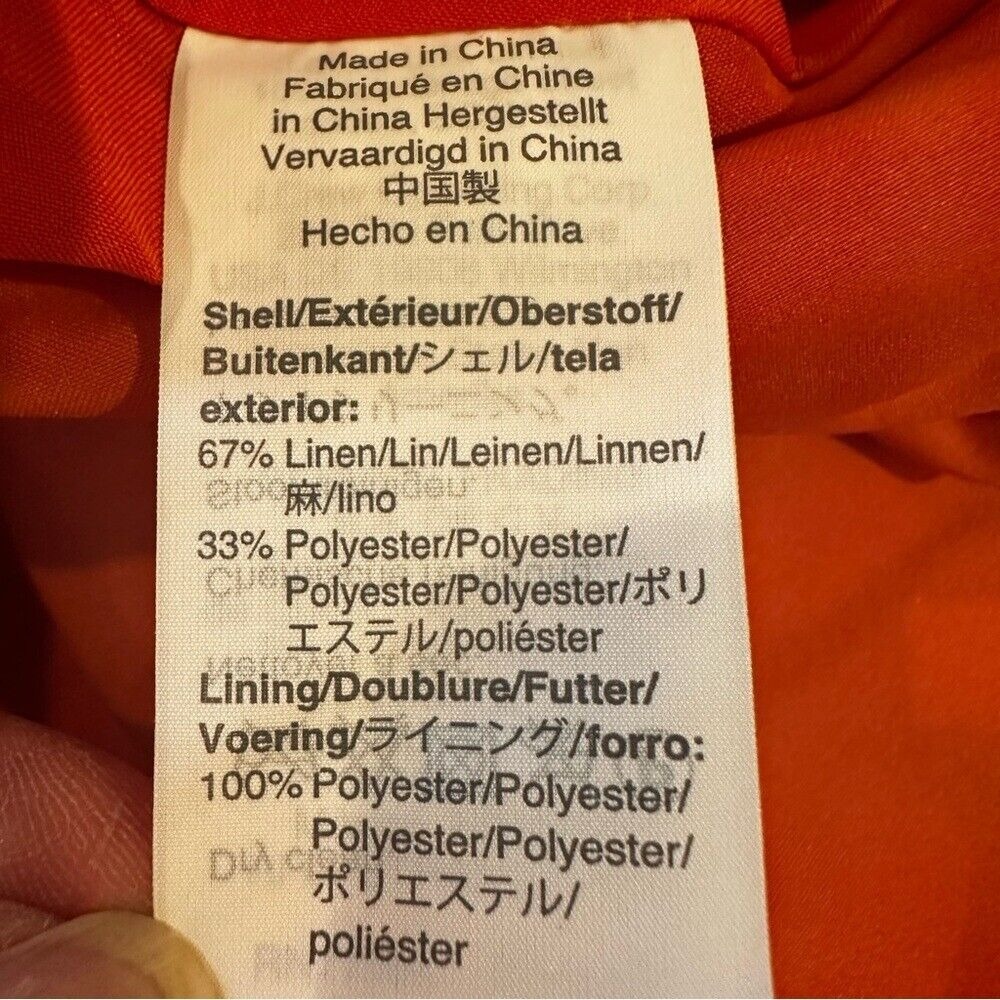 Made in China
Fabriqué en Chine
in China Hergestellt
Vervaardigd in China
中国製
Hecho en China
Shell/Extérieur/Oberstoff/
Buitenkant/シェル/tela
exterior:
67% Linen/Lin/Leinen/Linnen/
麻/lino
33% Polyester/Polyester/
Polyester/Polyester/ポリ
エステル/poliéster
Lining/Doublure/Futter/
Voering/ライニング/forro:
100% Polyester/Polyester/
Polyester/Polyester/
ポリエステル/
poliéster